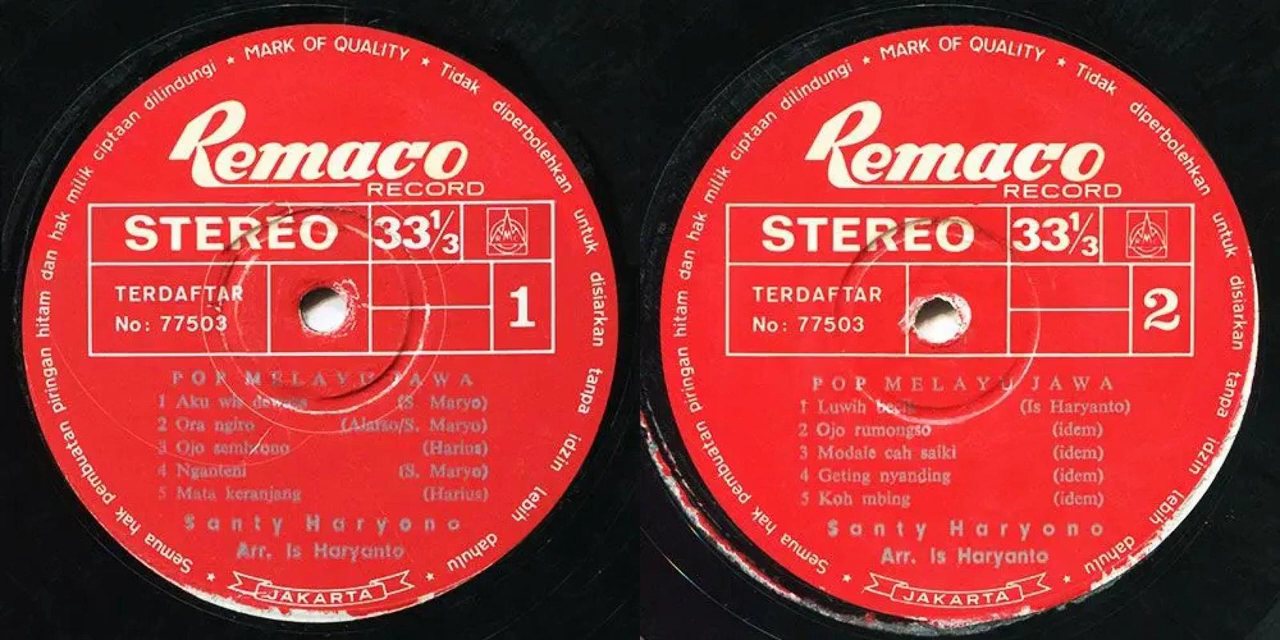 Semua hak pembuatan piringan hitam dan hak milik ciptaan dilindungi ★ MARK OF QUALITY ★ Tidak diperbolehkan untuk disiarkan tanpa idzin lebih dahulu ★
Remaco
RECORD
STEREO 33⅓
TERDAFTAR
No: 77503
1
POP MELAYU JAWA
1 Aku wis dewasa (S. Maryo)
2 Ora ngiro (S. Maryo)
3 Ojo sembrono (Harius)
4 Nganteni (S. Maryo)
5 Mata keranjang (Harius)
Santy Haryono
Arr. Is Haryanto
JAKARTA
Semua hak pembuatan piringan hitam dan hak milik ciptaan dilindungi ★ MARK OF QUALITY ★ Tidak diperbolehkan untuk disiarkan tanpa idzin lebih dahulu ★
Remaco
RECORD
STEREO 33⅓
TERDAFTAR
No: 77503
2
POP MELAYU JAWA
1 Luwih (Is Haryanto)
2 Ojo rumongso (idem)
3 Modale cah saiki (idem)
4 Geting nyanding (idem)
5 Koh mbing (idem)
Santy Haryono
Arr. Is Haryanto
JAKARTA